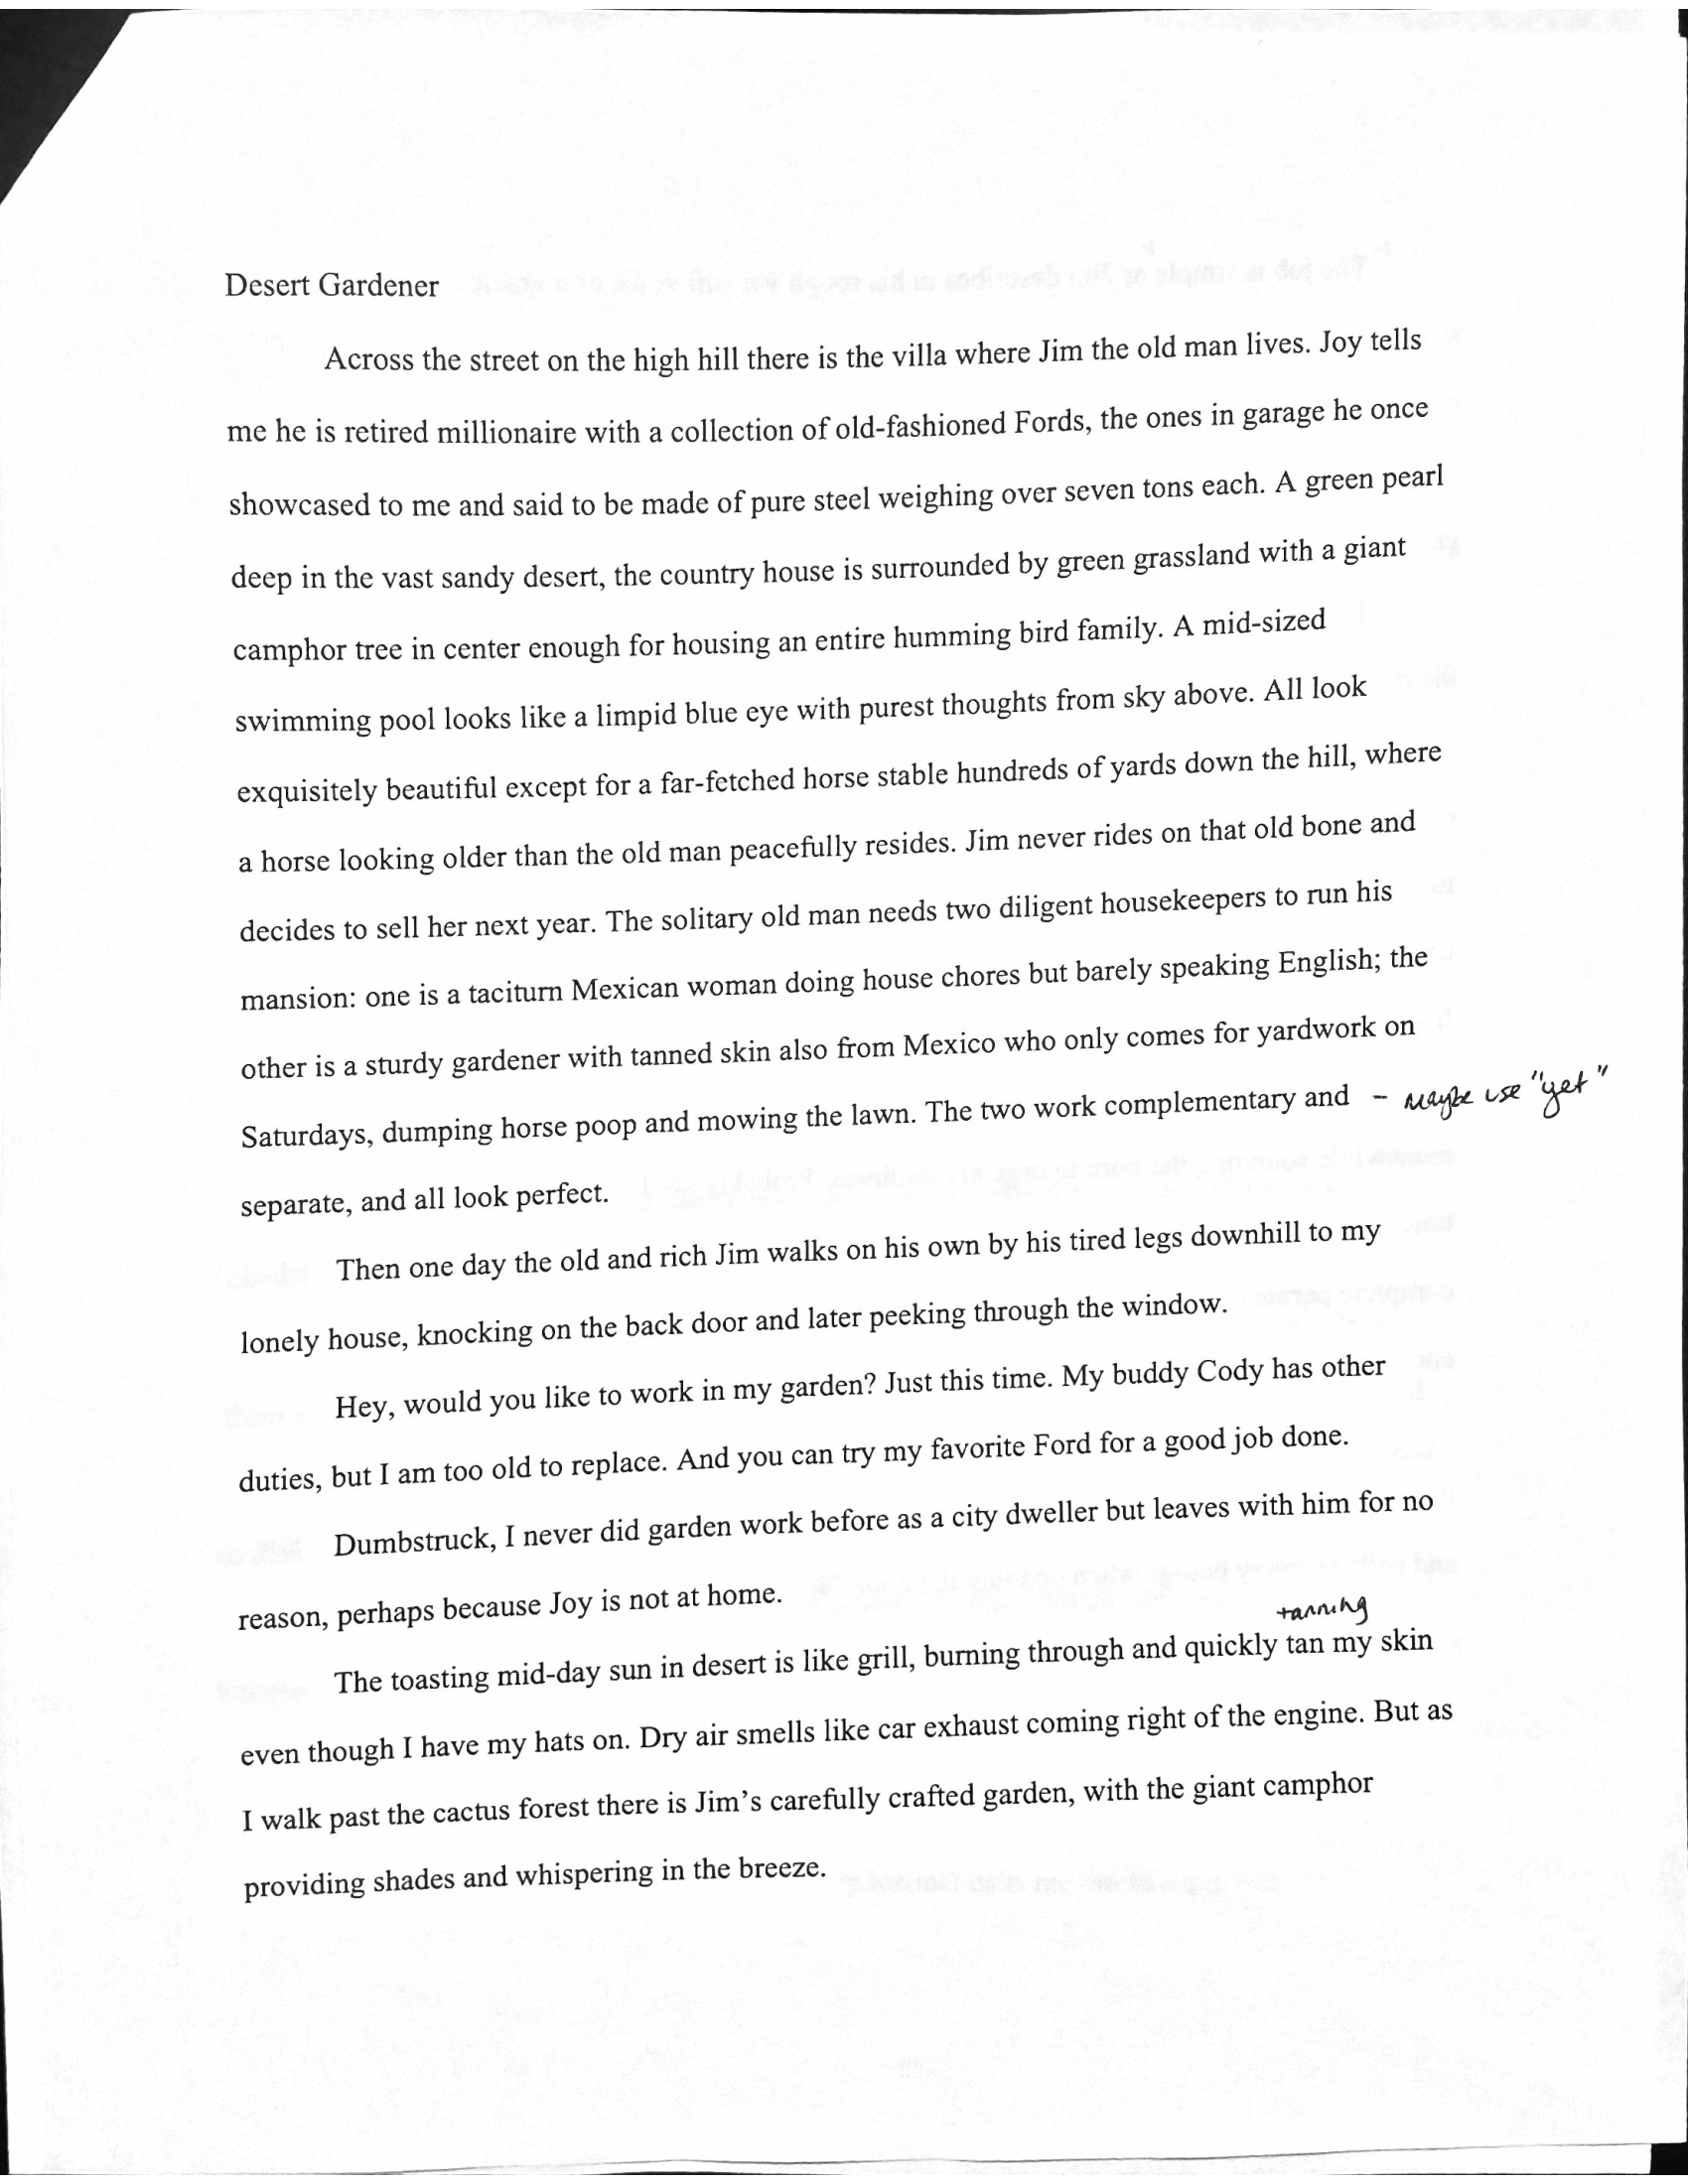 Desert Gardener
Across the street on the high hill there is the villa where Jim the old man lives. Joy tells
me he is retired millionaire with a collection of old-fashioned Fords, the ones in garage he once
showcased to me and said to be made of pure steel weighing over seven tons each. A green pearl
deep in the vast sandy desert, the country house is surrounded by green grassland with a giant
camphor tree in center enough for housing an entire humming bird family. A mid-sized
swimming pool looks like a limpid blue eye with purest thoughts from sky above. All look
exquisitely beautiful except for a far-fetched horse stable hundreds of yards down the hill, where
a horse looking older than the old man peacefully resides. Jim never rides on that old bone and
decides to sell her next year. The solitary old man needs two diligent housekeepers to run his
mansion: one is a taciturn Mexican woman doing house chores but barely speaking English; the
other is a sturdy gardener with tanned skin also from Mexico who only comes for yardwork on
Saturdays, dumping horse poop and mowing the lawn. The two work complementary and - maybe use "yet"
separate, and all look perfect.
Then one day the old and rich Jim walks on his own by his tired legs downhill to my
lonely house, knocking on the back door and later peeking through the window.
Hey, would you like to work in my garden? Just this time. My buddy Cody has other
duties, but I am too old to replace. And you can try my favorite Ford for a good job done.
Dumbstruck, I never did garden work before as a city dweller but leaves with him for no
reason, perhaps because Joy is not at home.
tanning
The toasting mid-day sun in desert is like grill, burning through and quickly tan my skin
even though I have my hats on. Dry air smells like car exhaust coming right of the engine. But as
I walk past the cactus forest there is Jim's carefully crafted garden, with the giant camphor
providing shades and whispering in the breeze.